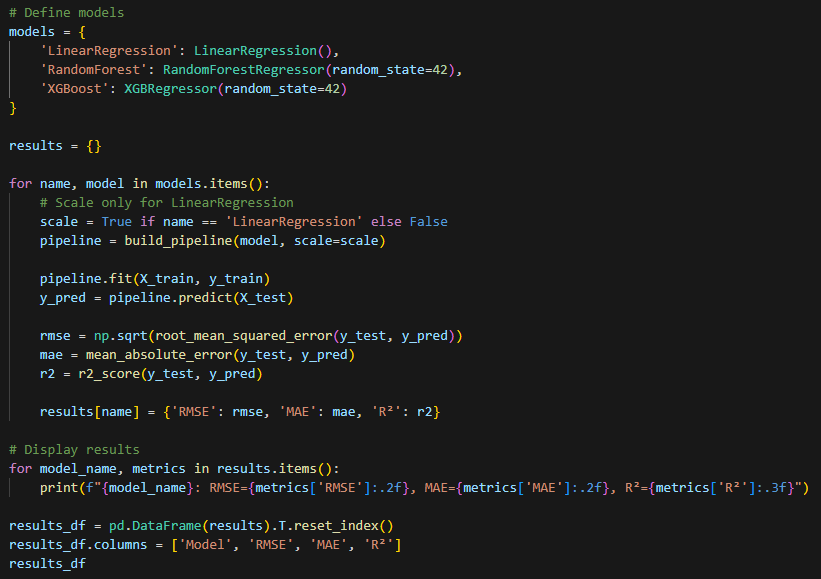 # Define models
models = {
    'LinearRegression': LinearRegression(),
    'RandomForest': RandomForestRegressor(random_state=42),
    'XGBoost': XGBRegressor(random_state=42)
}
results = {}
for name, model in models.items():
    # Scale only for LinearRegression
    scale = True if name == 'LinearRegression' else False
    pipeline = build_pipeline(model, scale=scale)
    pipeline.fit(X_train, y_train)
    y_pred = pipeline.predict(X_test)
    rmse = np.sqrt(root_mean_squared_error(y_test, y_pred))
    mae = mean_absolute_error(y_test, y_pred)
    r2 = r2_score(y_test, y_pred)
    results[name] = {'RMSE': rmse, 'MAE': mae, 'R²': r2}
# Display results
for model_name, metrics in results.items():
    print(f"{model_name}: RMSE={metrics['RMSE']:.2f}, MAE={metrics['MAE']:.2f}, R²={metrics['R²']:.3f}")
results_df = pd.DataFrame(results).T.reset_index()
results_df.columns = ['Model', 'RMSE', 'MAE', 'R²']
results_df